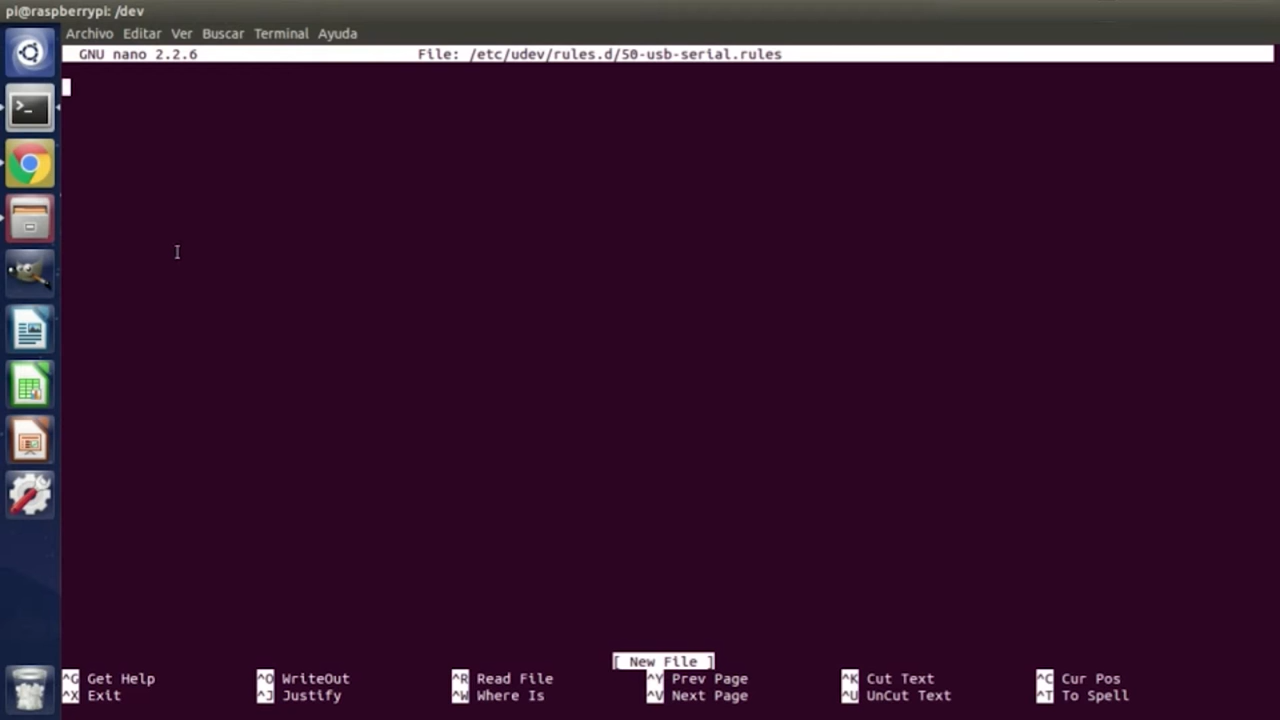 pi@raspberrypi: /dev
Archivo Editar Ver Buscar Terminal Ayuda
GNU nano 2.2.6 File: /etc/udev/rules.d/50-usb-serial.rules
[ New File ]
^G Get Help ^O WriteOut ^R Read File ^Y Prev Page ^K Cut Text ^C Cur Pos
^X Exit ^J Justify ^W Where Is ^V Next Page ^U UnCut Text ^T To Spell